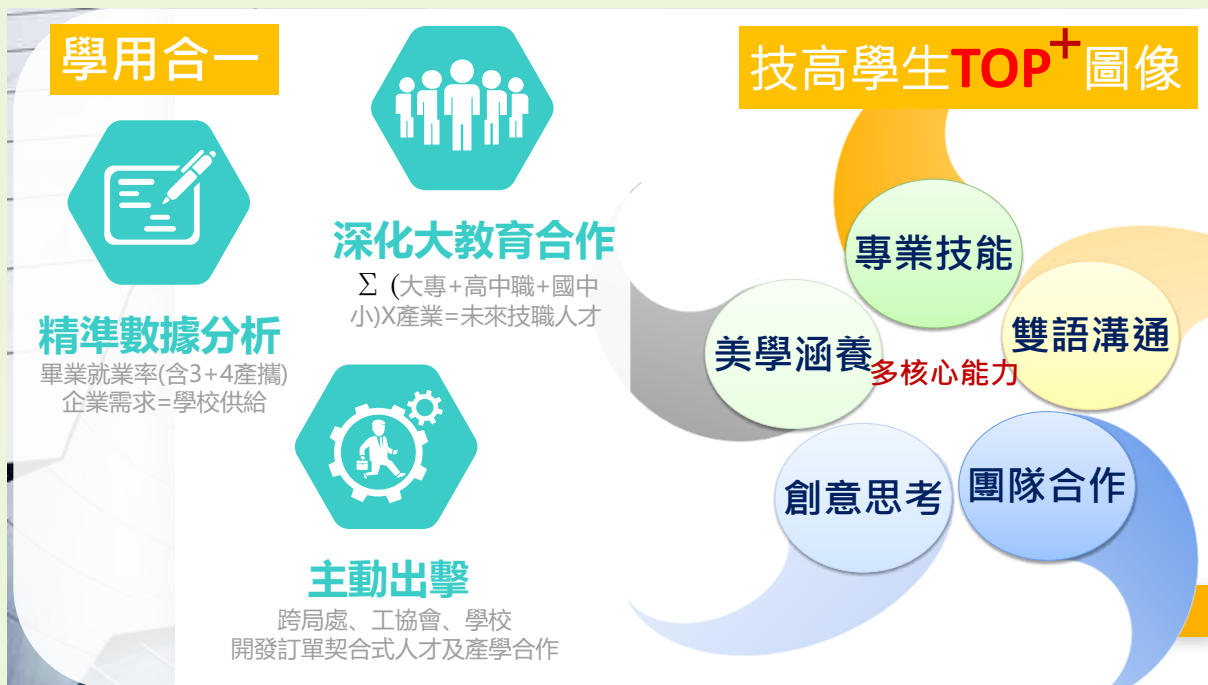 學用合一
精準數據分析
畢業就業率(含3+4產攜)
企業需求=學校供給
深化大教育合作
Σ (大專+高中職+國中
小)X產業=未來技職人才
主動出擊
跨局處、工協會、學校
開發訂單契合式人才及產學合作
技高學生TOP+圖像
專業技能
雙語溝通
美學涵養
多核心能力
創意思考
團隊合作